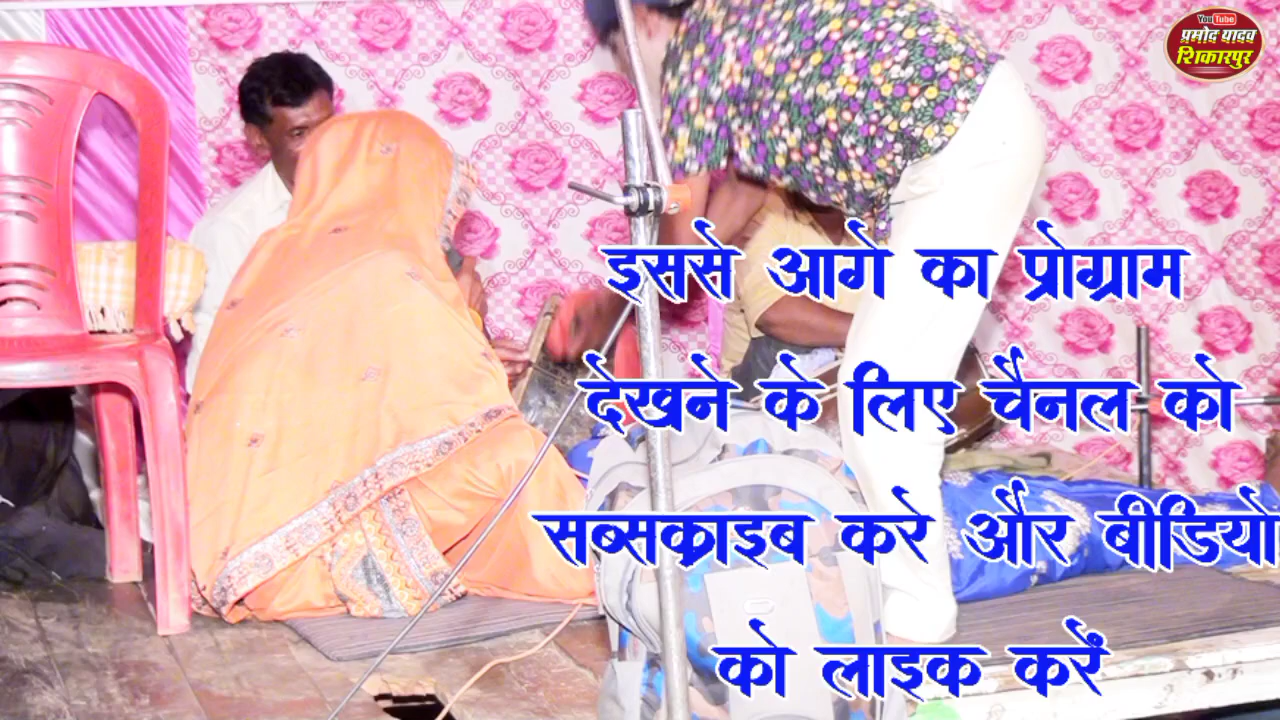 YouTube
प्रमोद यादव
शिकारपुर
इससे आगे का प्रोग्राम
देखने के लिए चैनल को
सब्सक्राइब करे और बीडियो
को लाइक करें